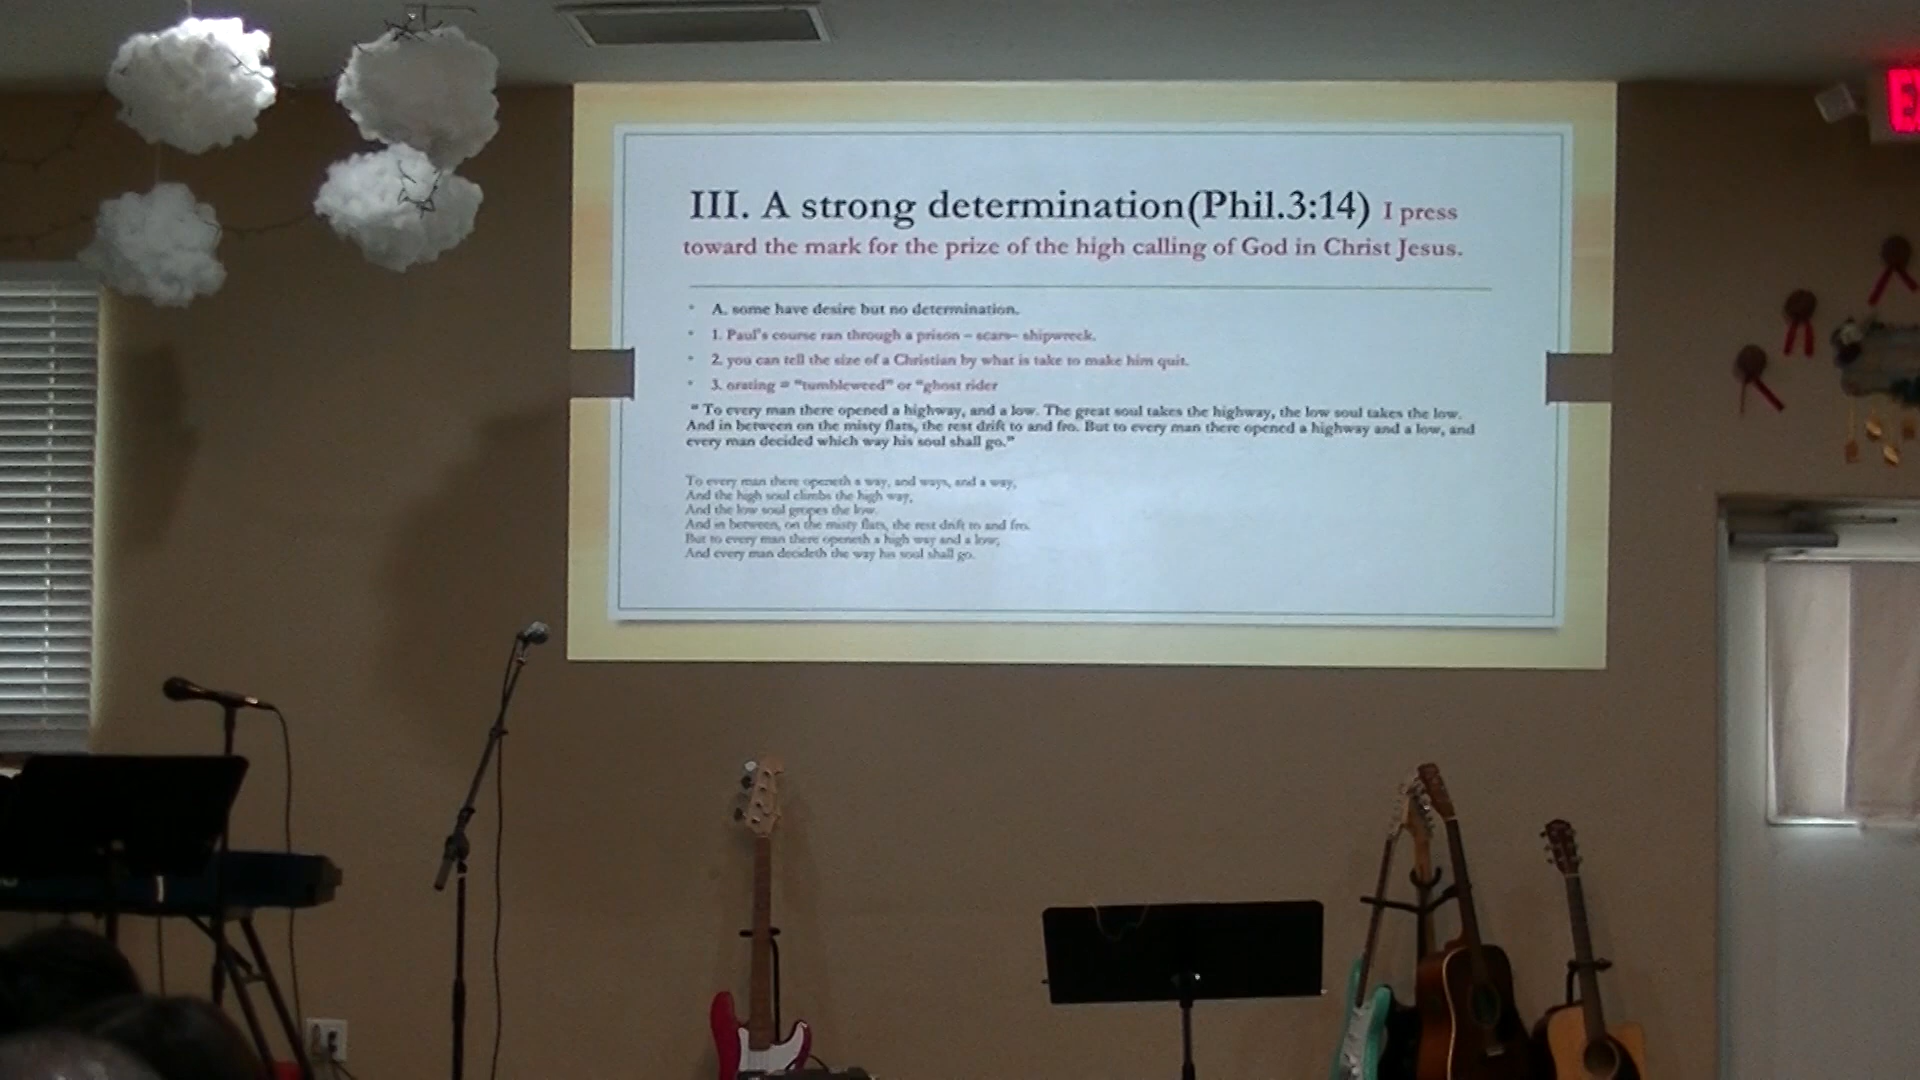 III. A strong determination(Phil.3:14) I press
toward the mark for the prize of the high calling of God in Christ Jesus.
A. some have desire but no determination.
1. Paul's course ran through a prison – scars– shipwreck.
2. you can tell the size of a Christian by what is take to make him quit.
3. orating = "tumbleweed" or "ghost rider
" To every man there opened a highway, and a low. The great soul takes the highway, the low soul takes the low.
And in between on the misty flats, the rest drift to and fro. But to every man there opened a highway and a low, and
every man decided which way his soul shall go."
To every man there openeth a way, and ways, and a way,
And the high soul climbs the high way,
And the low soul gropes the low.
And in between, on the misty flats, the rest drift to and fro.
But to every man there openeth a high way and a low,
And every man decideth the way his soul shall go.